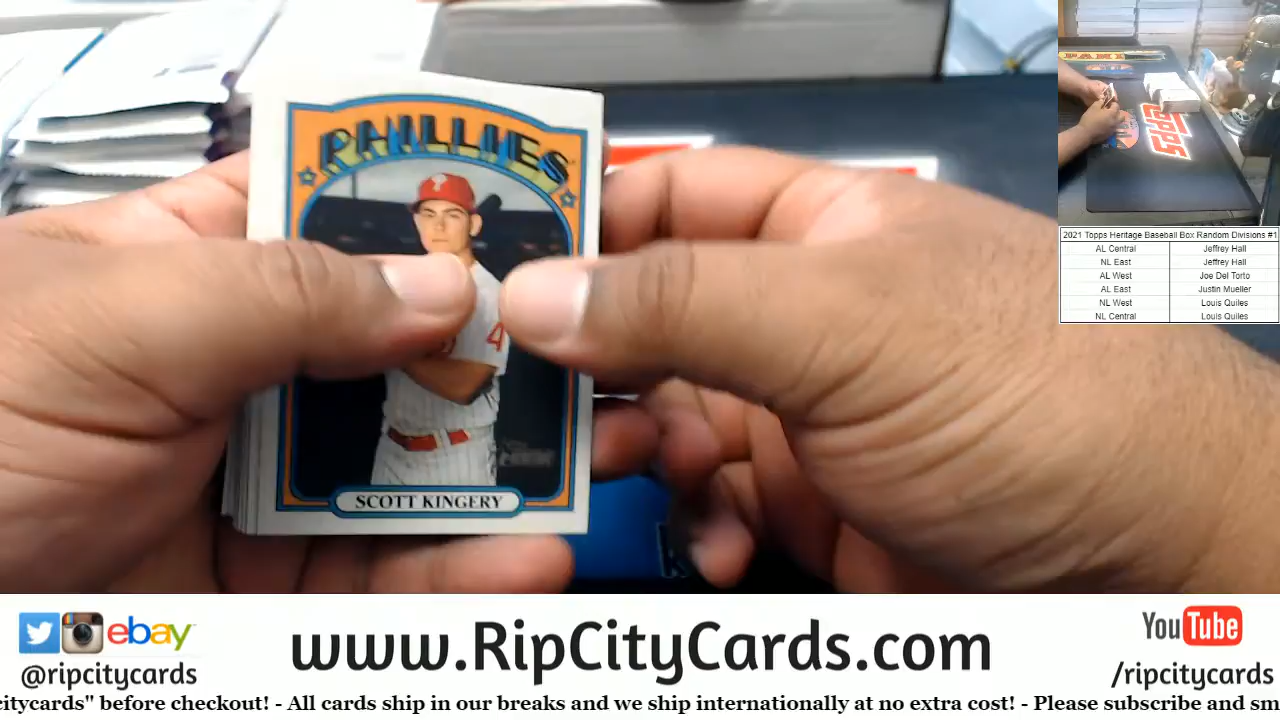 PHILLIES
4
SCOTT KINGERY
TOPPS
2021 Topps Heritage Baseball Box Random Divisions #1
AL Central Jeffrey Hall
NL East Jeffrey Hall
AL West Joe Del Torto
AL East Justin Mueller
NL West Louis Quiles
NL Central Louis Quiles
ebay
@ripcitycards
www.RipCityCards.com
YouTube
/ripcitycards
citycards" before checkout! - All cards ship in our breaks and we ship internationally at no extra cost! - Please subscribe and sm